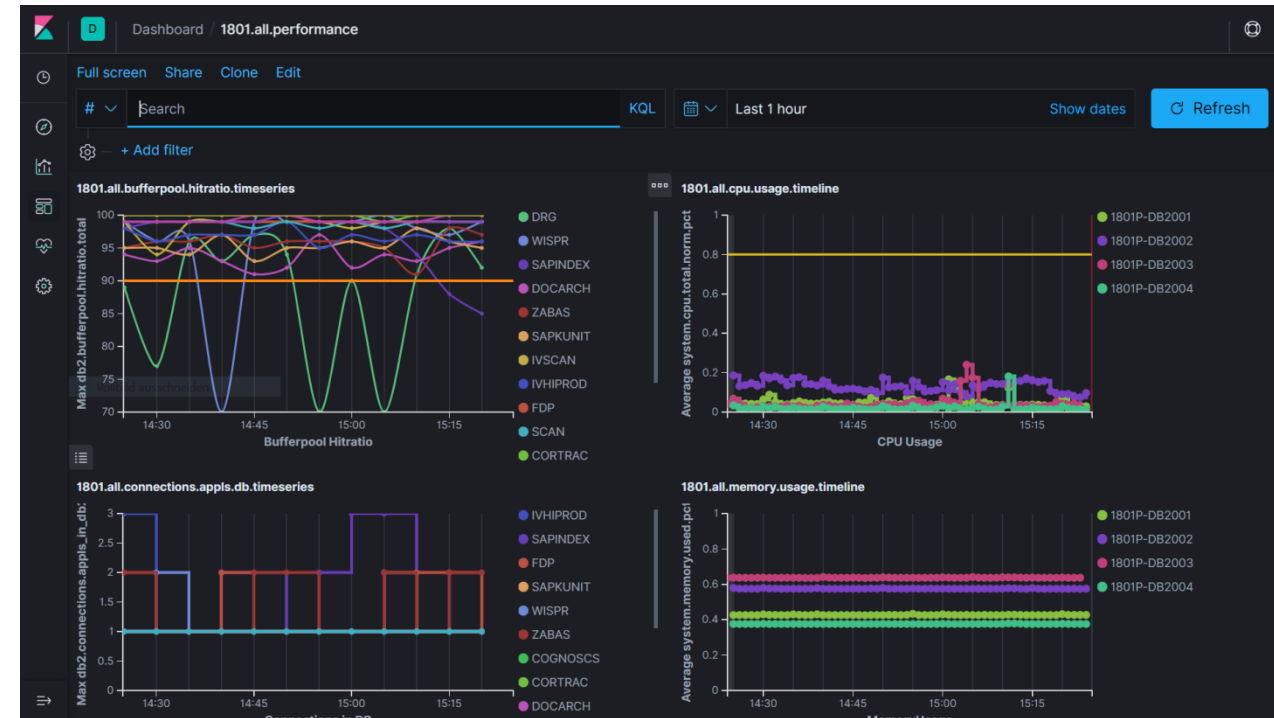 D
Dashboard / 1801.all.performance
Full screen Share Clone Edit
# Search KQL Last 1 hour Show dates Refresh
+ Add filter
1801.all.bufferpool.hitratio.timeseries
Max db2.bufferpool.hitratio.total
100
95
90
85
80
75
70
14:30 14:45 15:00 15:15
Bufferpool Hitratio
DRG
WISPR
SAPINDEX
DOCARCH
ZABAS
SAPKUNIT
IVSCAN
IVHIPROD
FDP
SCAN
CORTRAC
1801.all.cpu.usage.timeline
Average system.cpu.total.norm.pct
1
0.8
0.6
0.4
0.2
0
14:30 14:45 15:00 15:15
CPU Usage
1801P-DB2001
1801P-DB2002
1801P-DB2003
1801P-DB2004
1801.all.connections.appls.db.timeseries
Max db2.connections.appls_in_db
3
2.5
2
1.5
1
0.5
0
14:30 14:45 15:00 15:15
IVHIPROD
SAPINDEX
FDP
SAPKUNIT
WISPR
ZABAS
COGNOSCS
CORTRAC
DOCARCH
1801.all.memory.usage.timeline
Average system.memory.used.pct
1
0.8
0.6
0.4
0.2
0
14:30 14:45 15:00 15:15
1801P-DB2001
1801P-DB2002
1801P-DB2003
1801P-DB2004